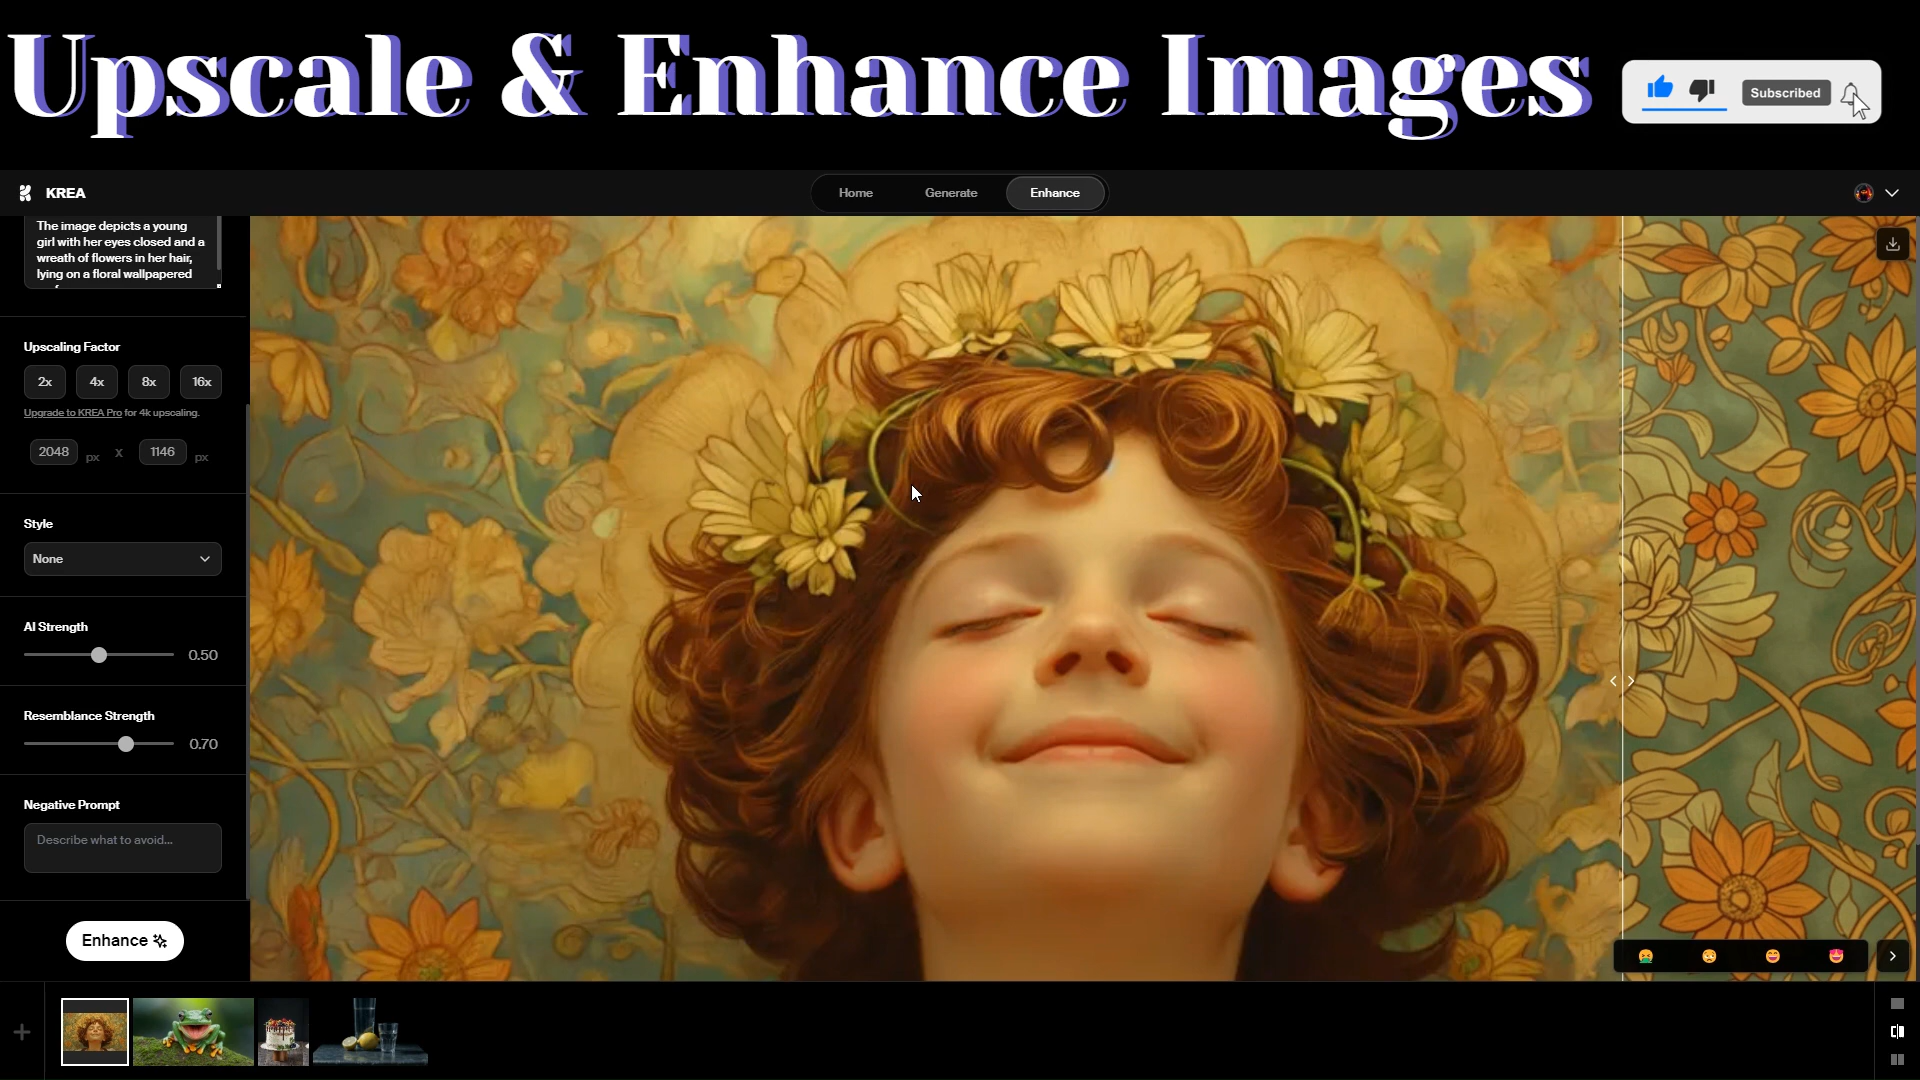 Upscale & Enhance Images
Subscribed
KREA
Home
Generate
Enhance
The image depicts a young
girl with her eyes closed and a
wreath of flowers in her hair,
lying on a floral wallpapered
Upscaling Factor
2x
4x
8x
16x
Upgrade to KREA Pro for 4k upscaling.
2048 px x 1146 px
Style
None
AI Strength
0.50
Resemblance Strength
0.70
Negative Prompt
Describe what to avoid...
Enhance